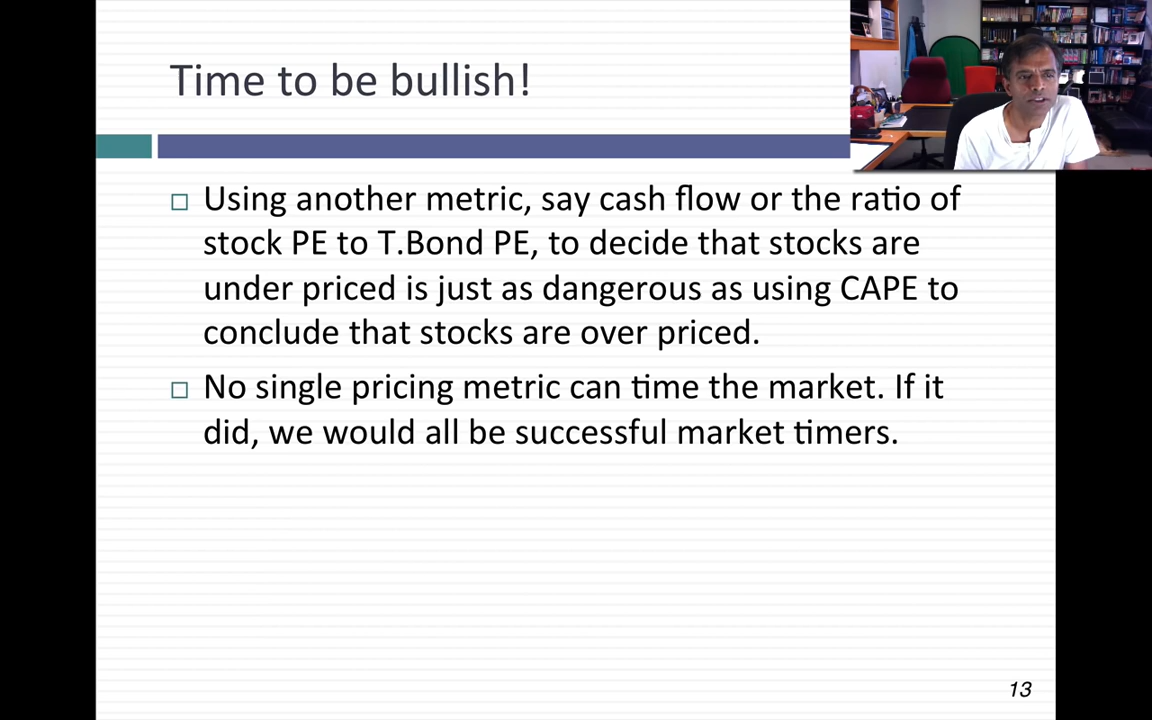 Time to be bullish!
Using another metric, say cash flow or the ratio of
stock PE to T.Bond PE, to decide that stocks are
under priced is just as dangerous as using CAPE to
conclude that stocks are over priced.
No single pricing metric can time the market. If it
did, we would all be successful market timers.
13